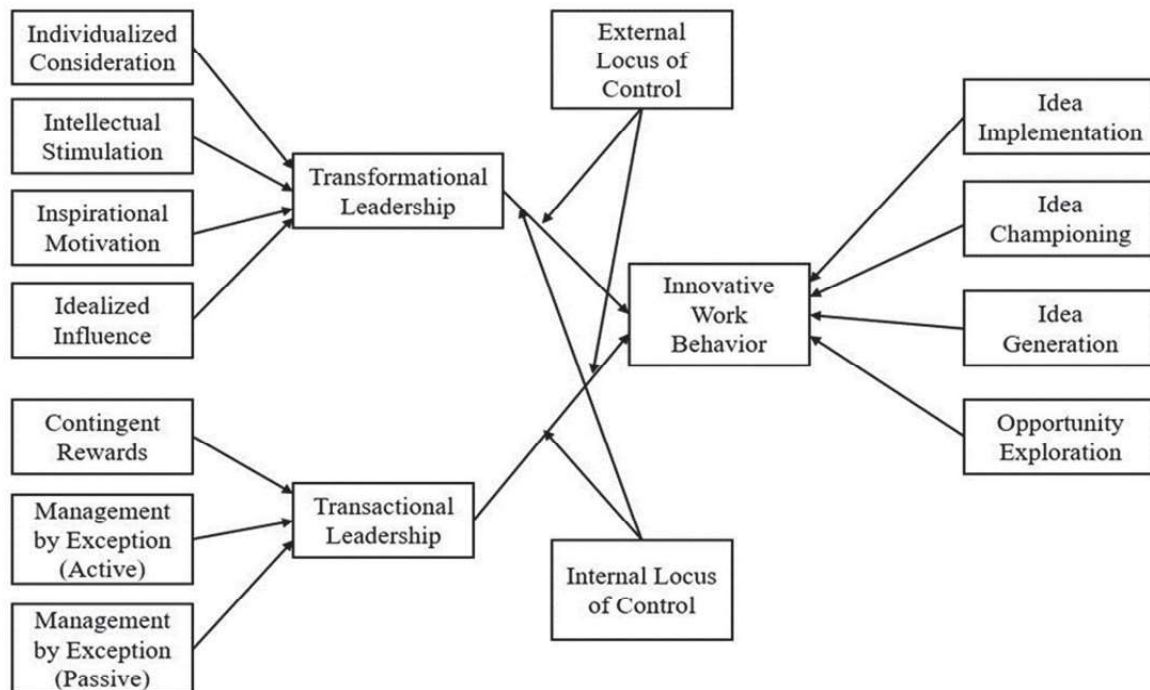 Individualized
Consideration
Intellectual
Stimulation
Inspirational
Motivation
Idealized
Influence
Contingent
Rewards
Management
by Exception
(Active)
Management
by Exception
(Passive)
Transformational
Leadership
Transactional
Leadership
External
Locus of
Control
Innovative
Work
Behavior
Internal Locus
of Control
Idea
Implementation
Idea
Championing
Idea
Generation
Opportunity
Exploration